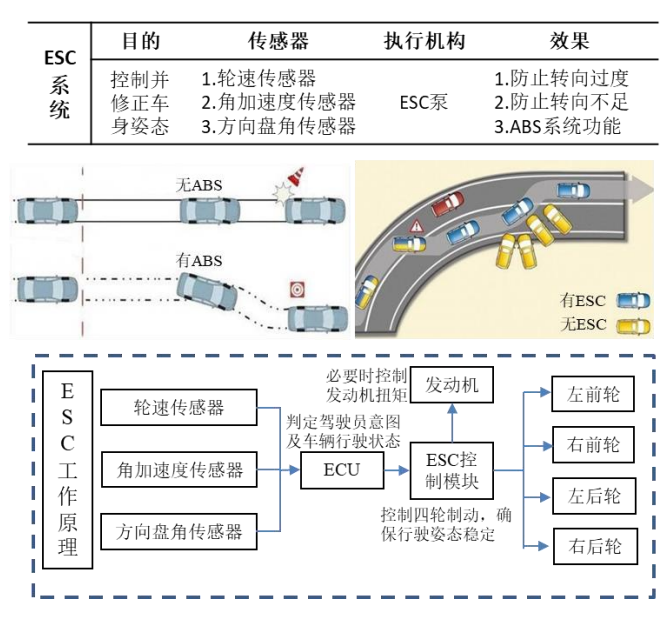 ESC系统
目的
传感器
执行机构
效果
控制并修正车身姿态
1.轮速传感器
2.角加速度传感器
3.方向盘角传感器
ESC泵
1.防止转向过度
2.防止转向不足
3.ABS系统功能
无ABS
有ABS
有ESC
无ESC
ESC工作原理
轮速传感器
角加速度传感器
方向盘角传感器
判定驾驶员意图
及车辆行驶状态
ECU
必要时控制
发动机扭矩
发动机
ESC控
制模块
控制四轮制动，确
保行驶姿态稳定
左前轮
右前轮
左后轮
右后轮